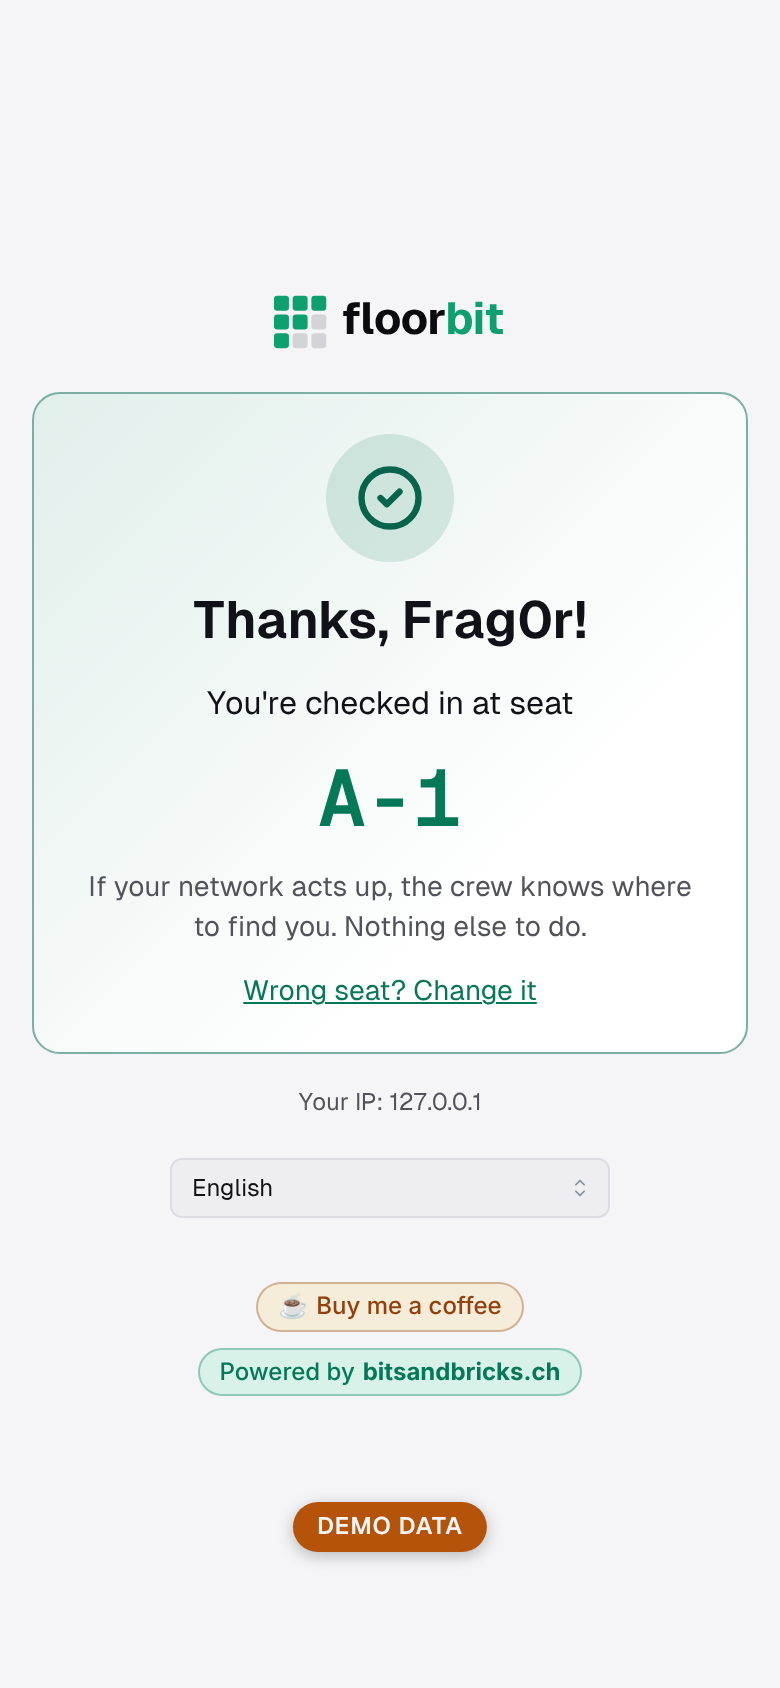 floorbit
Thanks, Frag0r!
You're checked in at seat
A-1
If your network acts up, the crew knows where
to find you. Nothing else to do.
Wrong seat? Change it
Your IP: 127.0.0.1
English
☕ Buy me a coffee
Powered by bitsandbricks.ch
DEMO DATA